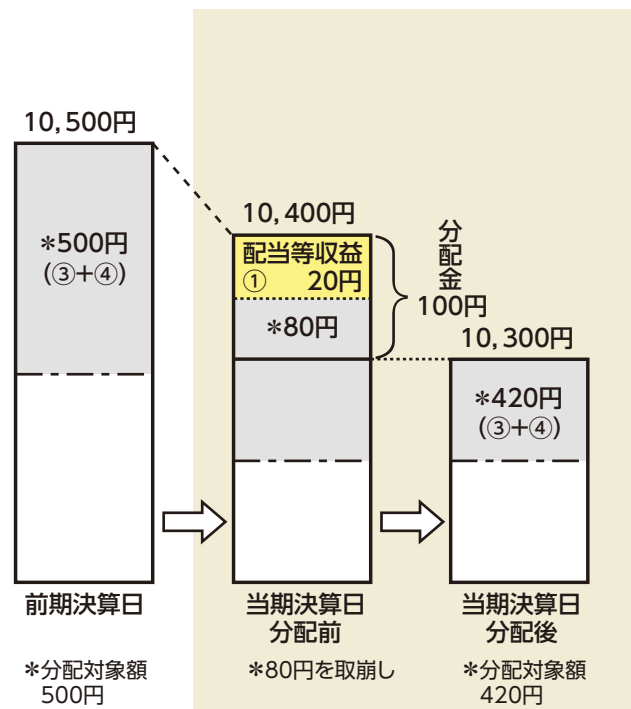 10,500円
*500円
(③+④)
前期決算日
*分配対象額
500円
10,400円
配当等収益
① 20円
*80円
分配金
100円
当期決算日
分配前
*80円を取崩し
10,300円
*420円
(③+④)
当期決算日
分配後
*分配対象額
420円